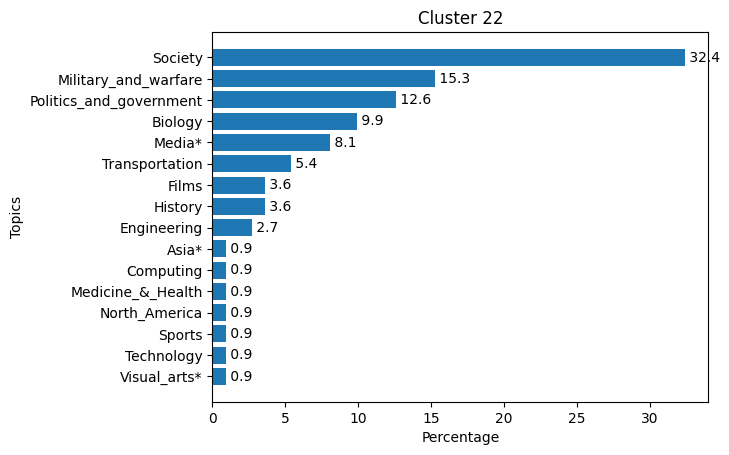 Cluster 22
Topics
Society 32.4
Military_and_warfare 15.3
Politics_and_government 12.6
Biology 9.9
Media* 8.1
Transportation 5.4
Films 3.6
History 3.6
Engineering 2.7
Asia* 0.9
Computing 0.9
Medicine_&_Health 0.9
North_America 0.9
Sports 0.9
Technology 0.9
Visual_arts* 0.9
0 5 10 15 20 25 30
Percentage